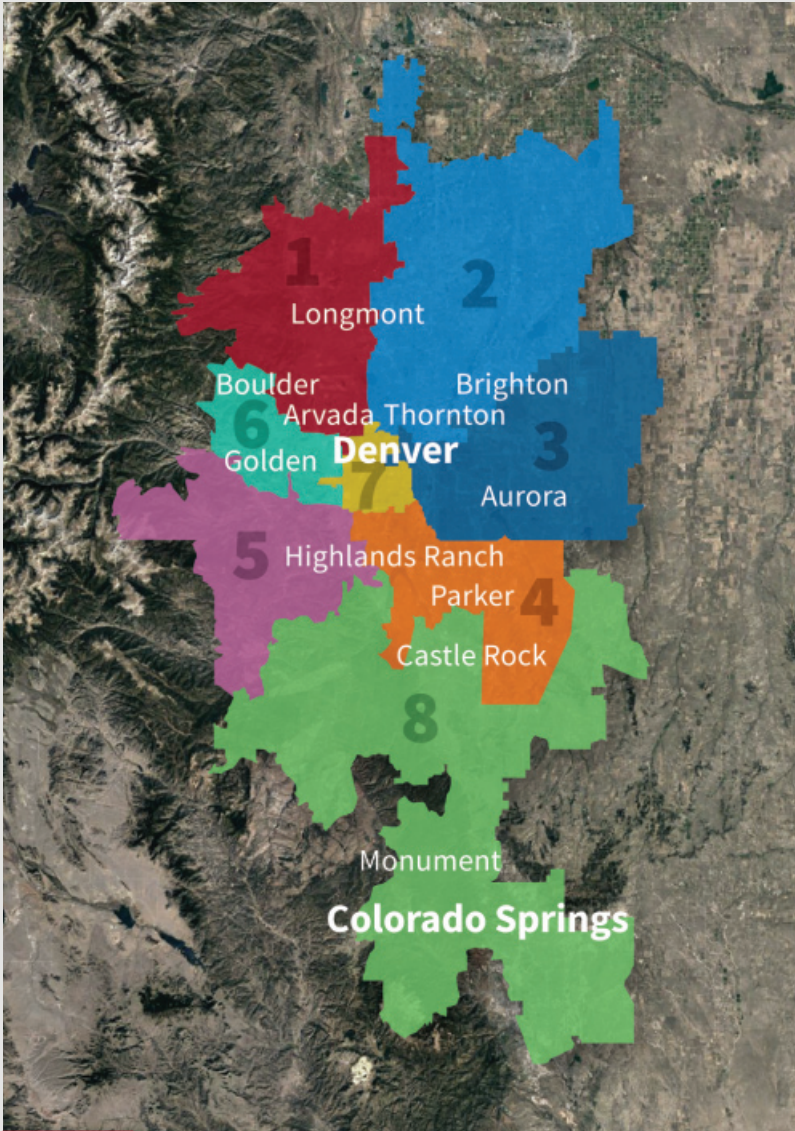 1
2
Longmont
Boulder
Brighton
6
Arvada
Thornton
Denver
3
Golden
7
Aurora
5
Highlands Ranch
Parker
4
Castle Rock
8
Monument
Colorado Springs